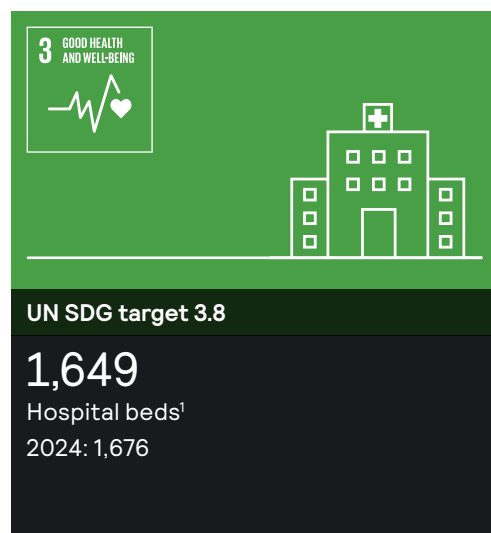 3 GOOD HEALTH
AND WELL-BEING
UN SDG target 3.8
1,649
Hospital beds¹
2024: 1,676